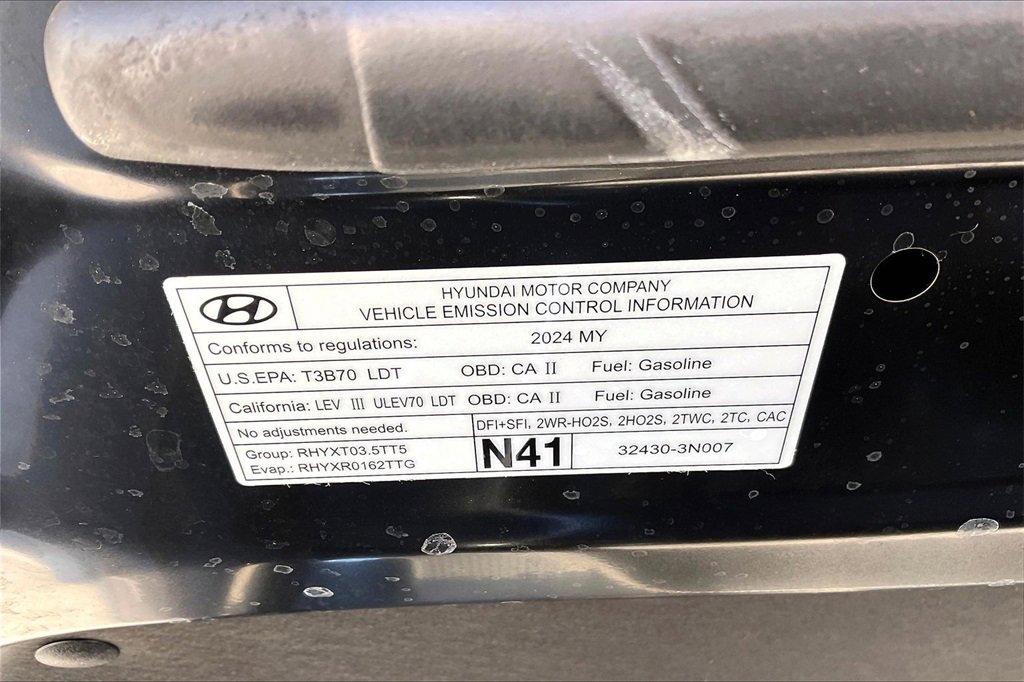 HYUNDAI MOTOR COMPANY
VEHICLE EMISSION CONTROL INFORMATION
Conforms to regulations: 2024 MY
U.S.EPA: T3B70 LDT OBD: CA II Fuel: Gasoline
California: LEV III ULEV70 LDT OBD: CA II Fuel: Gasoline
No adjustments needed. DFI+SFI, 2WR-HO2S, 2HO2S, 2TWC, 2TC, CAC
Group: RHYXT03.5TT5
Evap.: RHYXR0162TTG
N41 32430-3N007